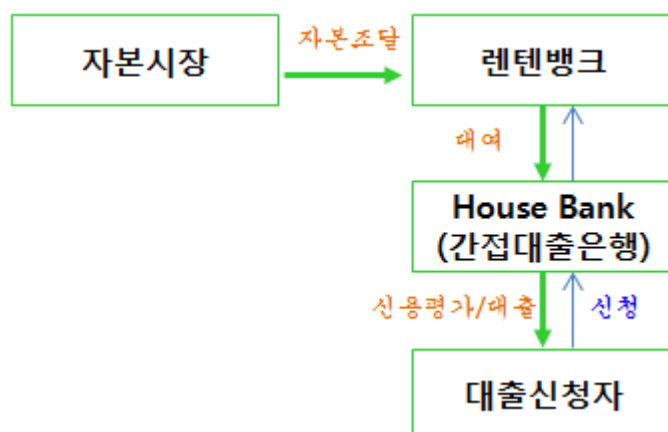 자본시장
자본조달
렌텐뱅크
대여
House Bank
(간접대출은행)
신용평가/대출
신청
대출신청자